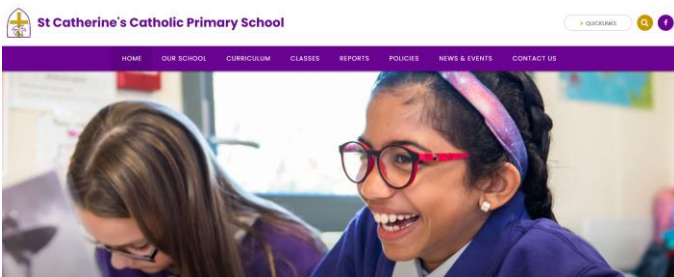 St Catherine's Catholic Primary School
QUICKLINKS
f
HOME OUR SCHOOL CURRICULUM CLASSES REPORTS POLICIES NEWS & EVENTS CONTACT US